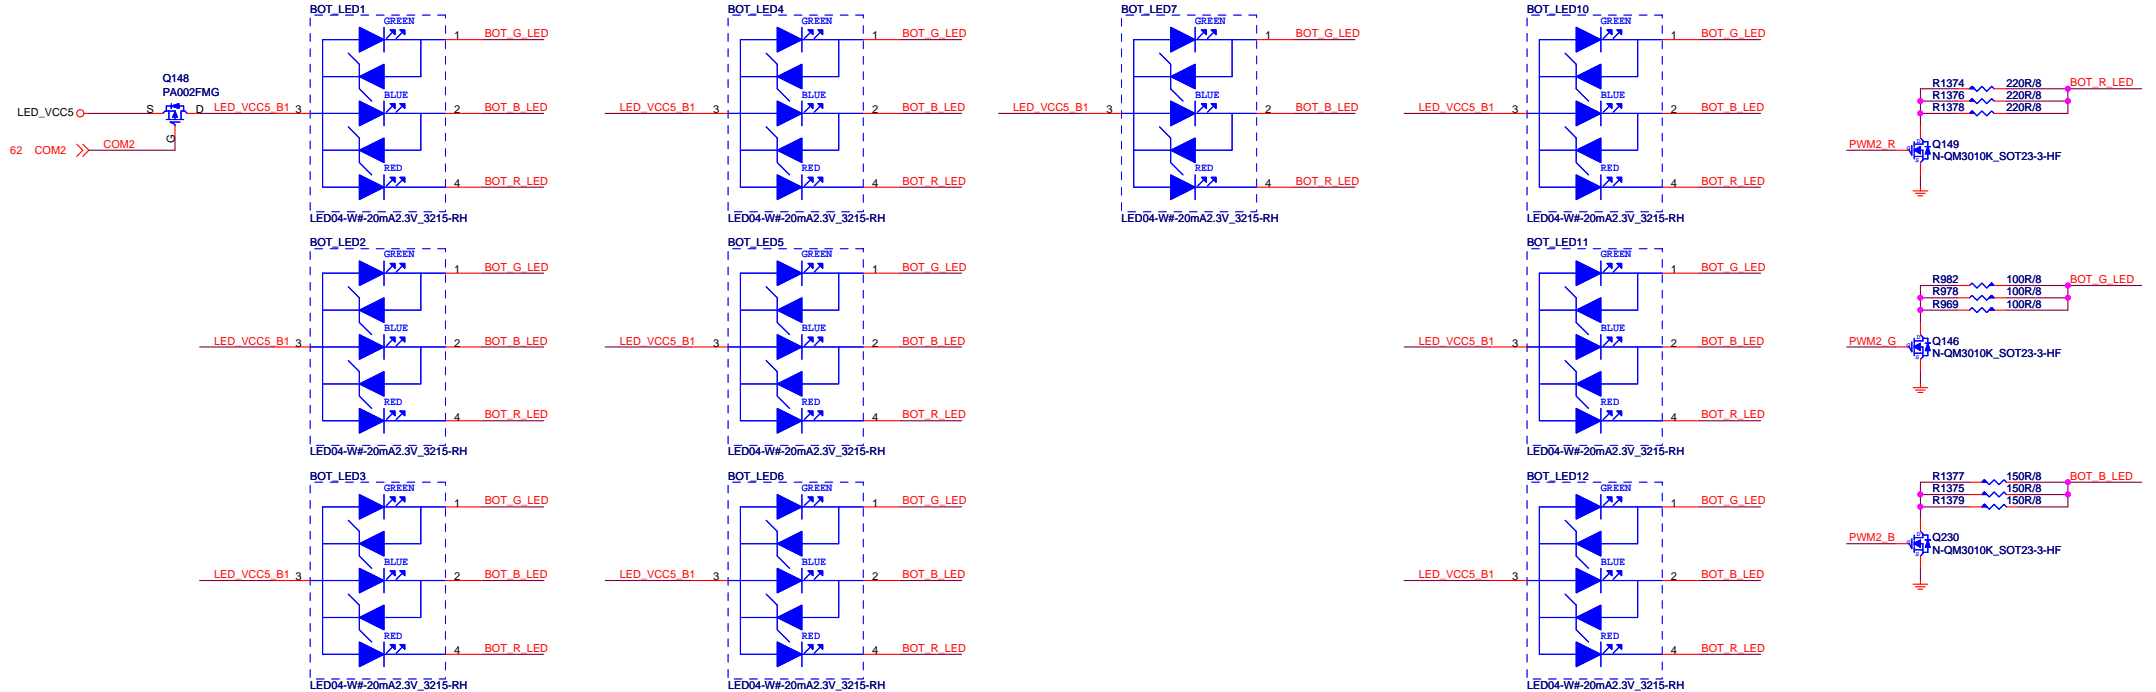 Q148
PA002FMG
LED_VCC5
S
D
G
62 COM2
COM2
BOT_LED1
GREEN
BLUE
RED
LED_VCC5_B1
3
1
2
4
BOT_G_LED
BOT_B_LED
BOT_R_LED
LED04-W#-20mA2.3V_3215-RH
BOT_LED4
GREEN
BLUE
RED
LED_VCC5_B1
3
1
2
4
BOT_G_LED
BOT_B_LED
BOT_R_LED
LED04-W#-20mA2.3V_3215-RH
BOT_LED7
GREEN
BLUE
RED
LED_VCC5_B1
3
1
2
4
BOT_G_LED
BOT_B_LED
BOT_R_LED
LED04-W#-20mA2.3V_3215-RH
BOT_LED10
GREEN
BLUE
RED
LED_VCC5_B1
3
1
2
4
BOT_G_LED
BOT_B_LED
BOT_R_LED
LED04-W#-20mA2.3V_3215-RH
R1374 220R/8
R1376 220R/8
R1378 220R/8
BOT_R_LED
PWM2_R
Q149
N-QM3010K_SOT23-3-HF
BOT_LED2
GREEN
BLUE
RED
LED_VCC5_B1
3
1
2
4
BOT_G_LED
BOT_B_LED
BOT_R_LED
LED04-W#-20mA2.3V_3215-RH
BOT_LED5
GREEN
BLUE
RED
LED_VCC5_B1
3
1
2
4
BOT_G_LED
BOT_B_LED
BOT_R_LED
LED04-W#-20mA2.3V_3215-RH
BOT_LED11
GREEN
BLUE
RED
LED_VCC5_B1
3
1
2
4
BOT_G_LED
BOT_B_LED
BOT_R_LED
LED04-W#-20mA2.3V_3215-RH
R982 100R/8
R978 100R/8
R969 100R/8
BOT_G_LED
PWM2_G
Q146
N-QM3010K_SOT23-3-HF
BOT_LED3
GREEN
BLUE
RED
LED_VCC5_B1
3
1
2
4
BOT_G_LED
BOT_B_LED
BOT_R_LED
LED04-W#-20mA2.3V_3215-RH
BOT_LED6
GREEN
BLUE
RED
LED_VCC5_B1
3
1
2
4
BOT_G_LED
BOT_B_LED
BOT_R_LED
LED04-W#-20mA2.3V_3215-RH
BOT_LED12
GREEN
BLUE
RED
LED_VCC5_B1
3
1
2
4
BOT_G_LED
BOT_B_LED
BOT_R_LED
LED04-W#-20mA2.3V_3215-RH
R1377 150R/8
R1375 150R/8
R1379 150R/8
BOT_B_LED
PWM2_B
Q230
N-QM3010K_SOT23-3-HF